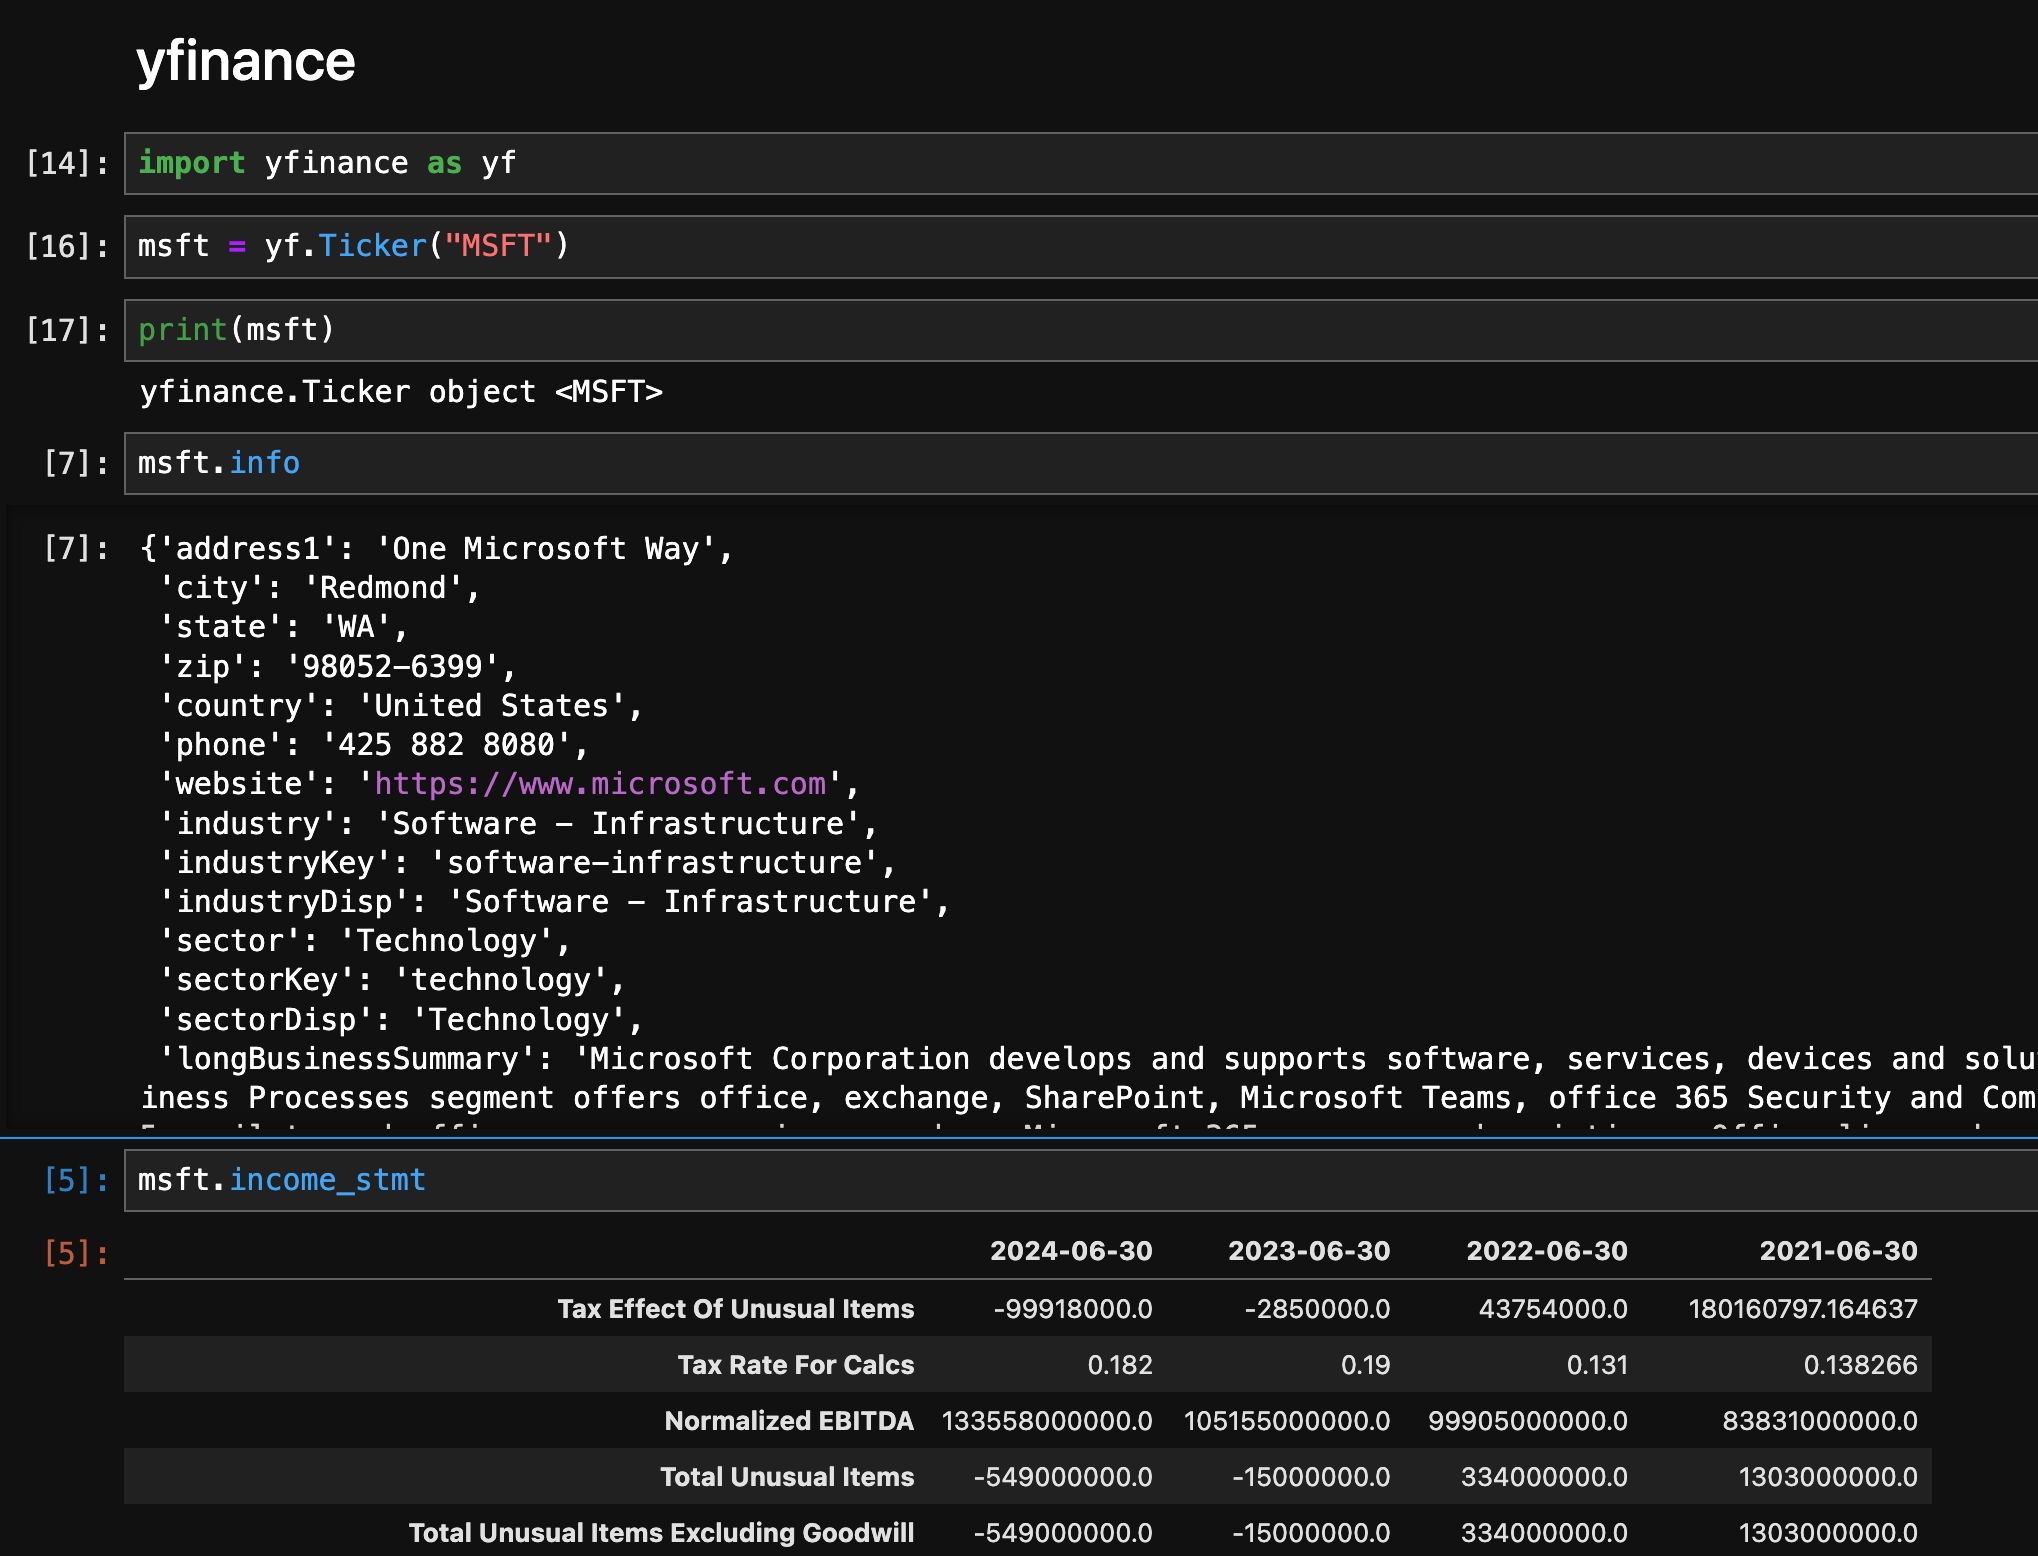 yfinance
[14]: import yfinance as yf
[16]: msft = yf.Ticker("MSFT")
[17]: print(msft)
yfinance.Ticker object <MSFT>
[7]: msft.info
[7]: {'address1': 'One Microsoft Way',
'city': 'Redmond',
'state': 'WA',
'zip': '98052-6399',
'country': 'United States',
'phone': '425 882 8080',
'website': 'https://www.microsoft.com',
'industry': 'Software - Infrastructure',
'industryKey': 'software-infrastructure',
'industryDisp': 'Software - Infrastructure',
'sector': 'Technology',
'sectorKey': 'technology',
'sectorDisp': 'Technology',
'longBusinessSummary': 'Microsoft Corporation develops and supports software, services, devices and solu
iness Processes segment offers office, exchange, SharePoint, Microsoft Teams, office 365 Security and Com
[5]: msft.income_stmt
[5]: 2024-06-30 2023-06-30 2022-06-30 2021-06-30
Tax Effect Of Unusual Items -99918000.0 -2850000.0 43754000.0 180160797.164637
Tax Rate For Calcs 0.182 0.19 0.131 0.138266
Normalized EBITDA 133558000000.0 105155000000.0 99905000000.0 83831000000.0
Total Unusual Items -549000000.0 -15000000.0 334000000.0 1303000000.0
Total Unusual Items Excluding Goodwill -549000000.0 -15000000.0 334000000.0 1303000000.0